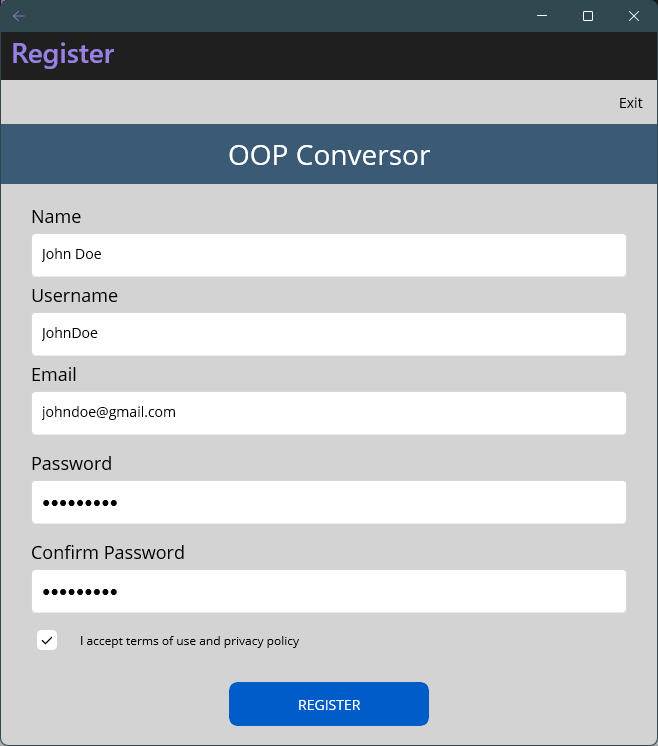 Register
Exit
OOP Conversor
Name
John Doe
Username
JohnDoe
Email
johndoe@gmail.com
Password
•••••••••
Confirm Password
•••••••••
I accept terms of use and privacy policy
REGISTER